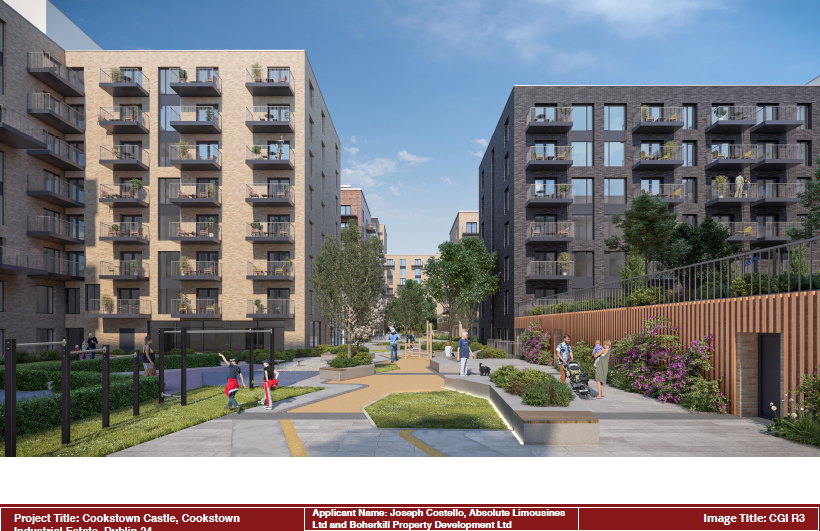 Project Title: Cookstown Castle, Cookstown
Industrial Estate, Dublin 24
Applicant Name: Joseph Costello, Absolute Limousines
Ltd and Boherkill Property Development Ltd
Image Title: CGI R3